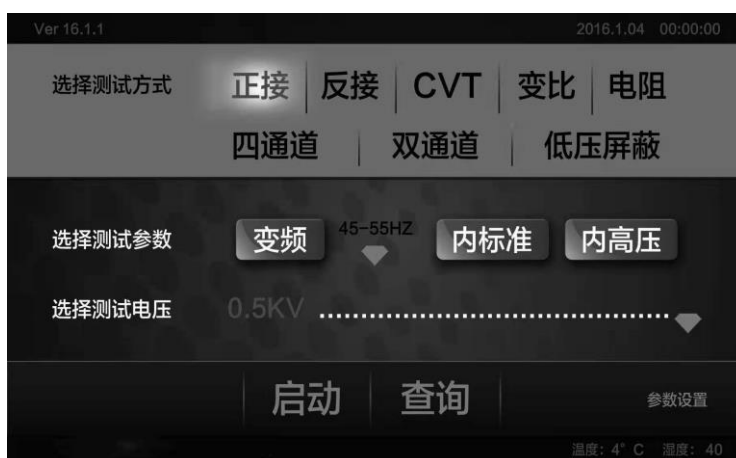 Ver 16.1.1 2016.1.04 00:00:00
选择测试方式 正接 反接 CVT 变比 电阻
四通道 双通道 低压屏蔽
选择测试参数 变频 45-55HZ 内标准 内高压
选择测试电压 0.5KV
启动 查询 参数设置
温度：4° C 湿度：40